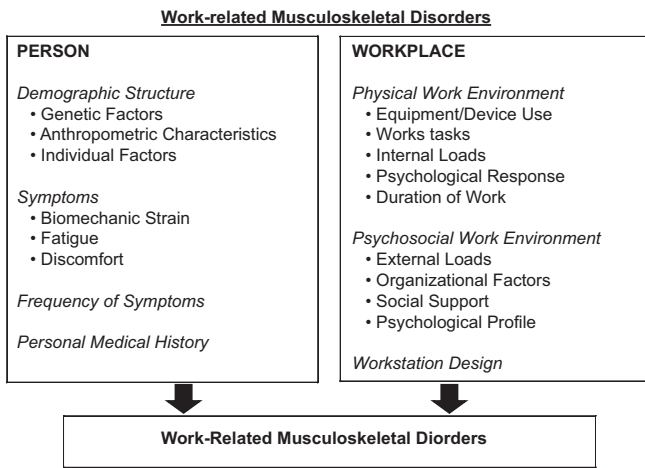 Work-related Musculoskeletal Disorders
PERSON
Demographic Structure
• Genetic Factors
• Anthropometric Characteristics
• Individual Factors
Symptoms
• Biomechanic Strain
• Fatigue
• Discomfort
Frequency of Symptoms
Personal Medical History
WORKPLACE
Physical Work Environment
• Equipment/Device Use
• Works tasks
• Internal Loads
• Psychological Response
• Duration of Work
Psychosocial Work Environment
• External Loads
• Organizational Factors
• Social Support
• Psychological Profile
Workstation Design
Work-Related Musculoskeletal Diorders